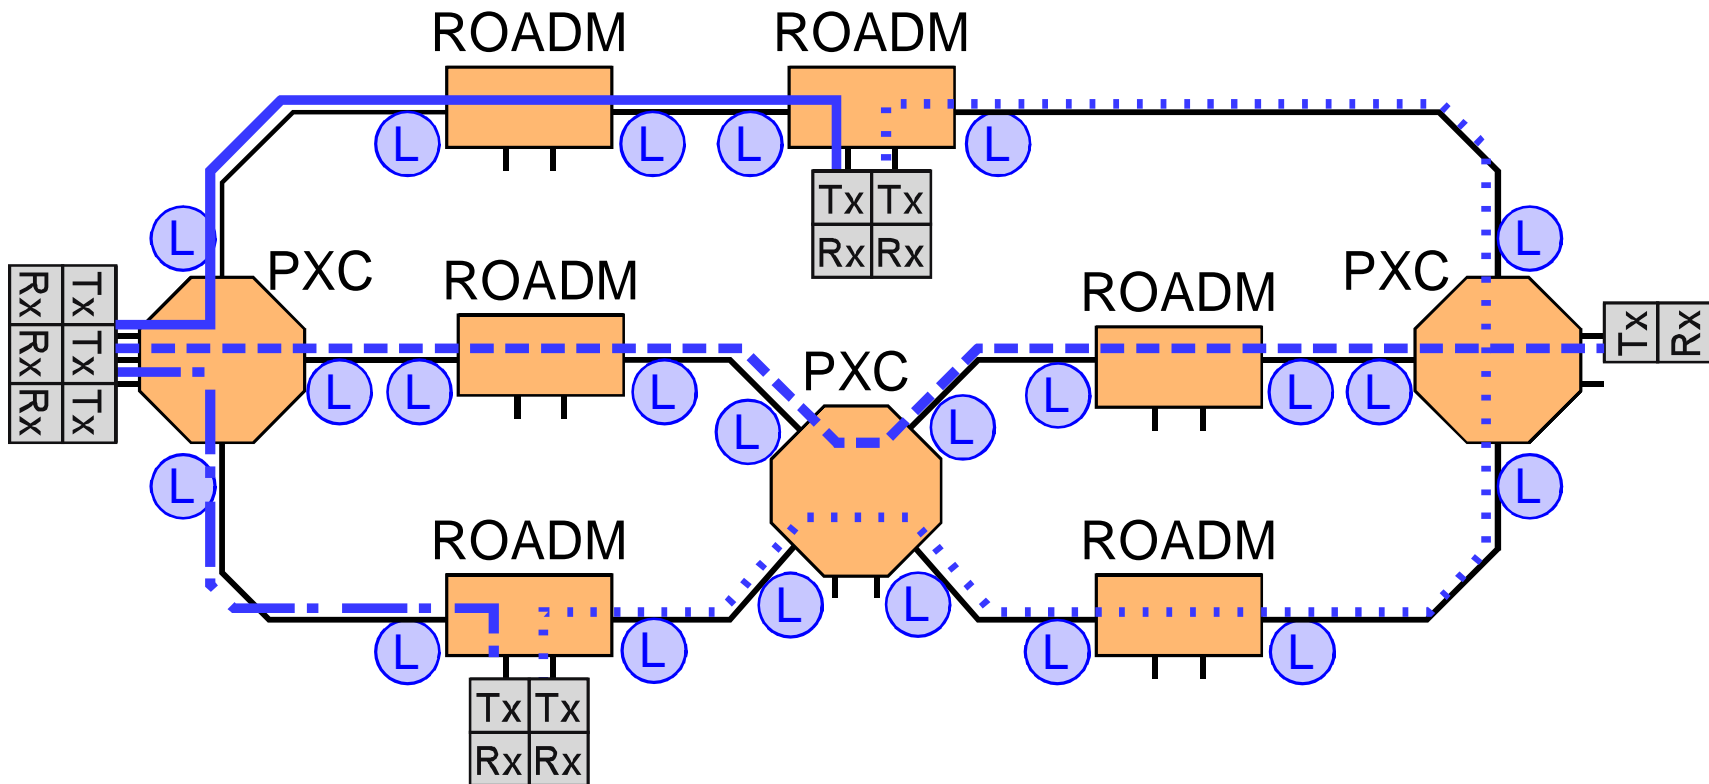 ROADM ROADM
L L L L
Tx Tx
Rx Rx
L L
PXC ROADM ROADM PXC
Rx Tx
Rx Tx
Rx Tx
Tx Rx
PXC
L L L L L L
L L
L L
ROADM ROADM
L L
L L L L
Tx Tx
Rx Rx